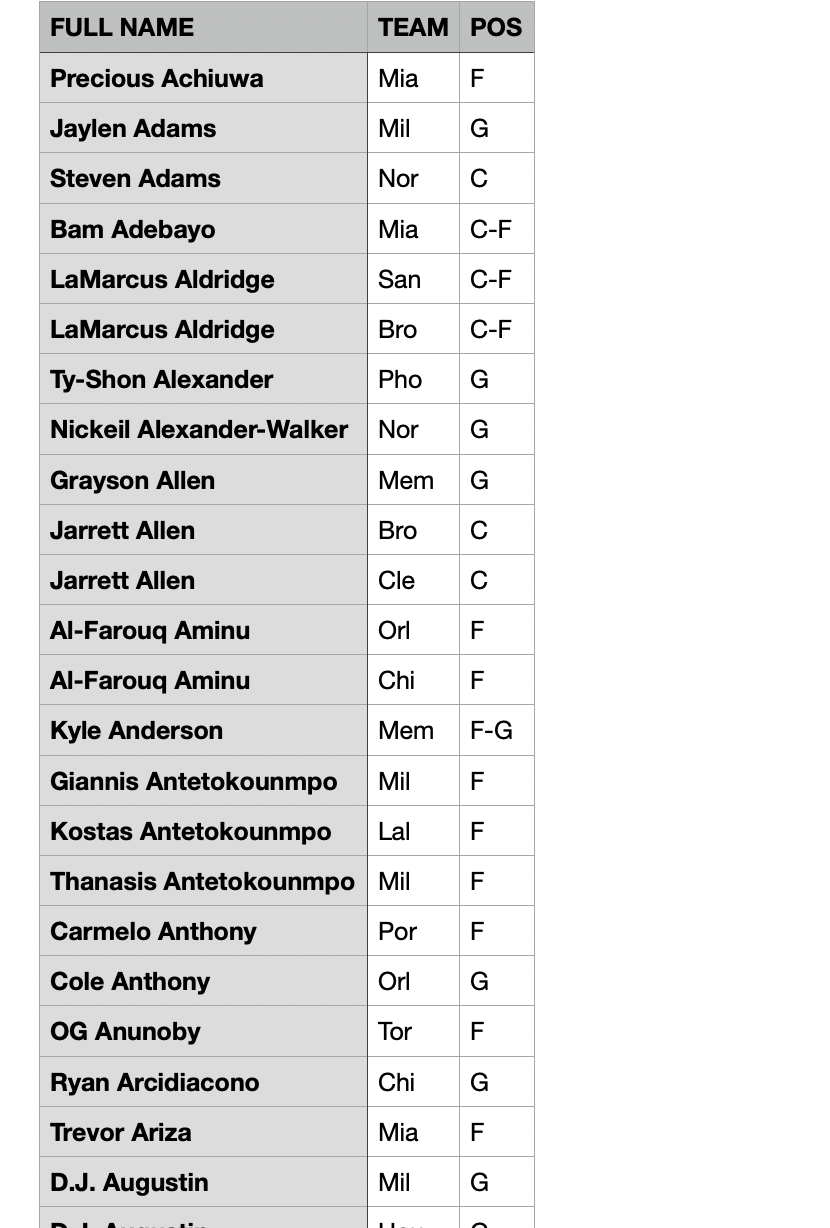 FULL NAME TEAM POS
Precious Achiuwa Mia F
Jaylen Adams Mil G
Steven Adams Nor C
Bam Adebayo Mia C-F
LaMarcus Aldridge San C-F
LaMarcus Aldridge Bro C-F
Ty-Shon Alexander Pho G
Nickeil Alexander-Walker Nor G
Grayson Allen Mem G
Jarrett Allen Bro C
Jarrett Allen Cle C
Al-Farouq Aminu Orl F
Al-Farouq Aminu Chi F
Kyle Anderson Mem F-G
Giannis Antetokounmpo Mil F
Kostas Antetokounmpo Lal F
Thanasis Antetokounmpo Mil F
Carmelo Anthony Por F
Cole Anthony Orl G
OG Anunoby Tor F
Ryan Arcidiacono Chi G
Trevor Ariza Mia F
D.J. Augustin Mil G